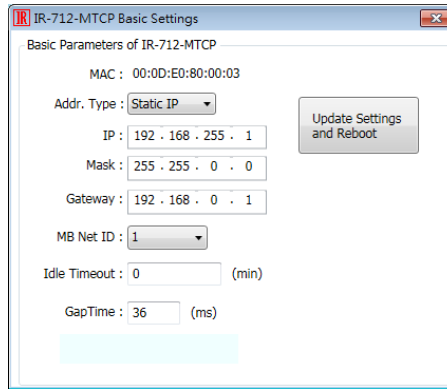 IR IR-712-MTCP Basic Settings
Basic Parameters of IR-712-MTCP
MAC : 00:0D:E0:80:00:03
Addr. Type : Static IP
IP : 192 . 168 . 255 . 1
Update Settings
and Reboot
Mask : 255 . 255 . 0 . 0
Gateway : 192 . 168 . 0 . 1
MB Net ID : 1
Idle Timeout : 0 (min)
GapTime : 36 (ms)